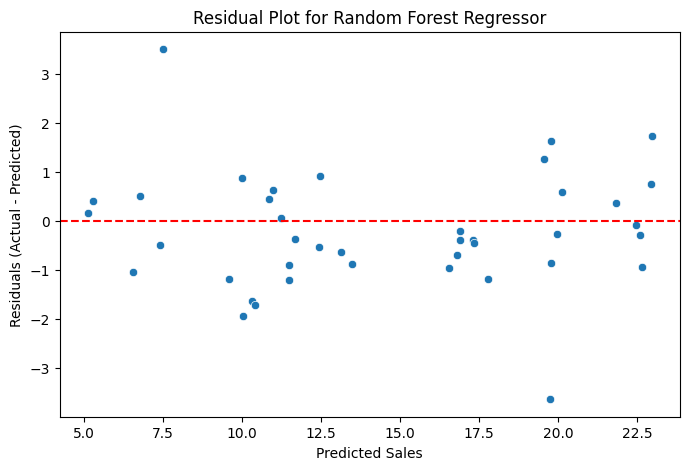 Residual Plot for Random Forest Regressor
Residuals (Actual - Predicted)
3
2
1
0
−1
−2
−3
5.0 7.5 10.0 12.5 15.0 17.5 20.0 22.5
Predicted Sales